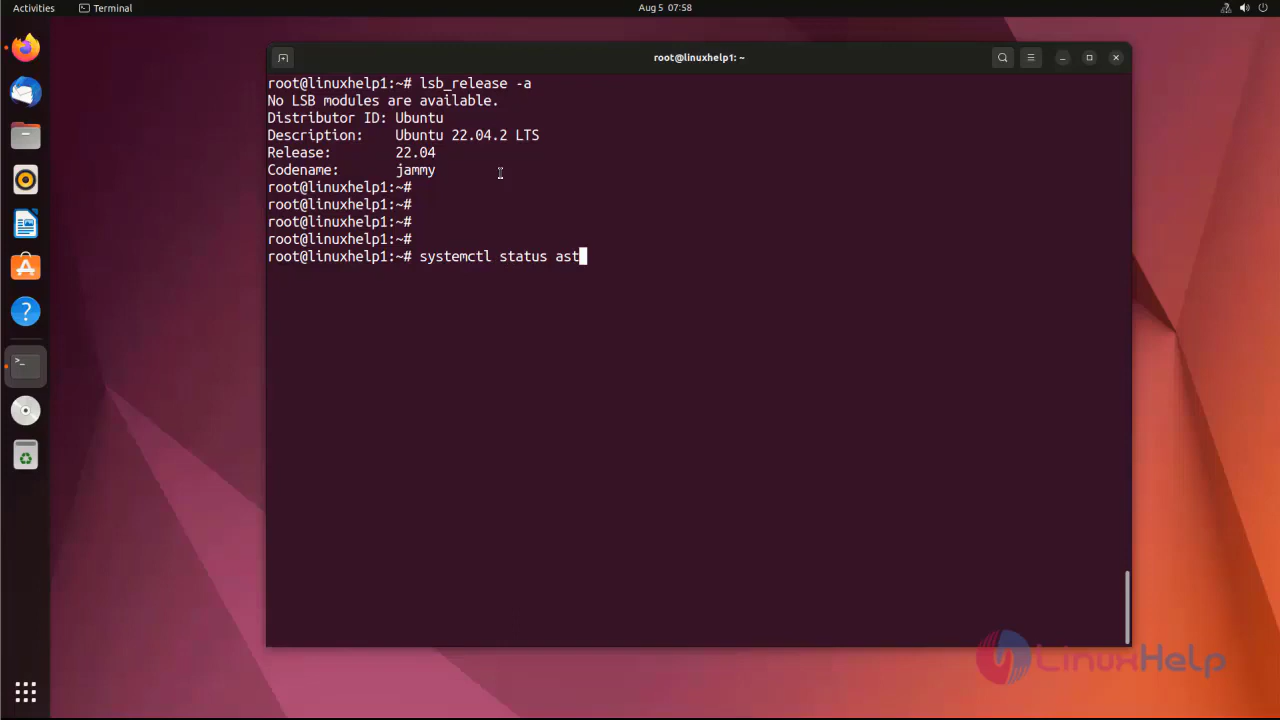 Activities
Terminal
Aug 5 07:58
root@linuxhelp1: ~
root@linuxhelp1:~# lsb_release -a
No LSB modules are available.
Distributor ID: Ubuntu
Description:    Ubuntu 22.04.2 LTS
Release:        22.04
Codename:       jammy
root@linuxhelp1:~#
root@linuxhelp1:~#
root@linuxhelp1:~#
root@linuxhelp1:~#
root@linuxhelp1:~# systemctl status ast
LinuxHelp